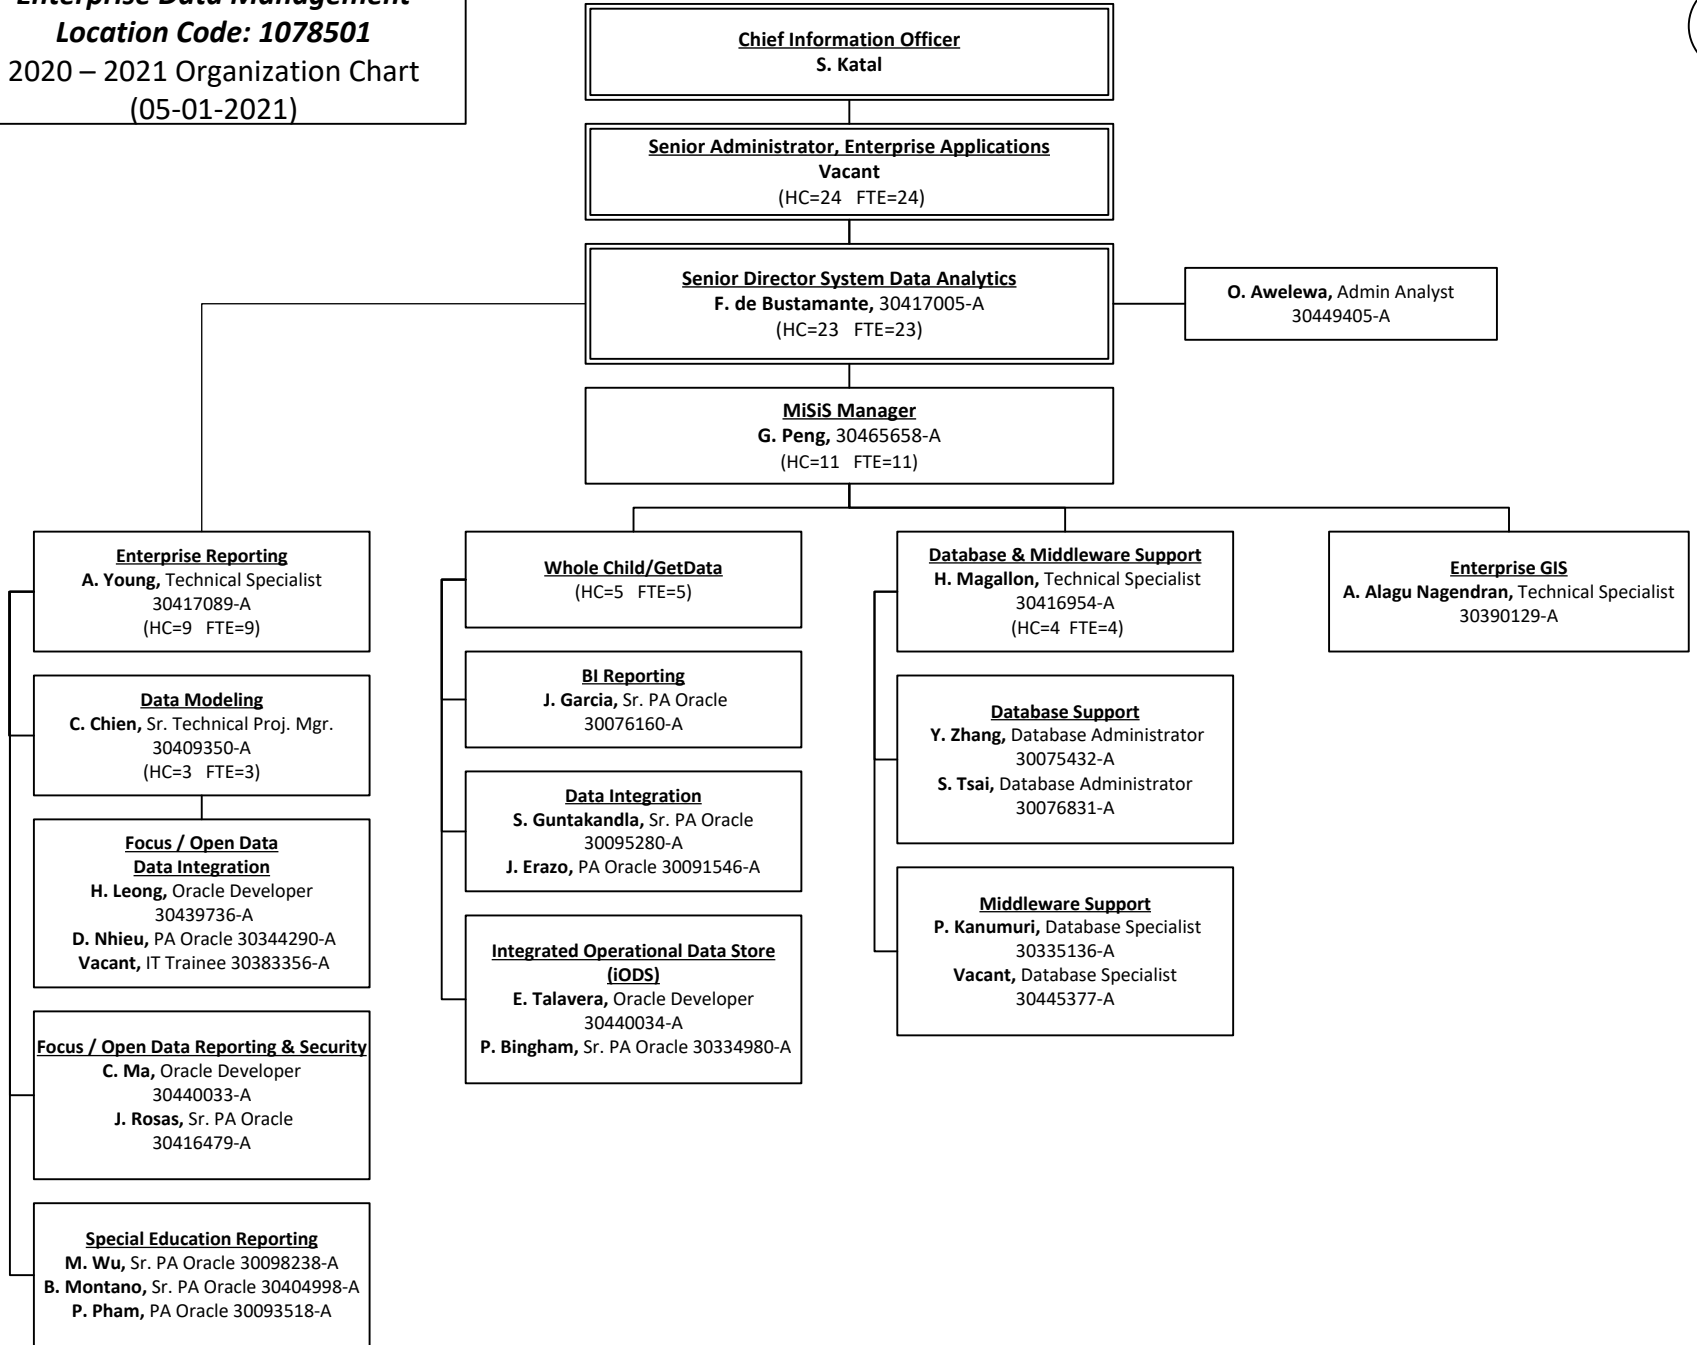 Enterprise Data Management
Location Code: 1078501
2020 – 2021 Organization Chart
(05-01-2021)
Chief Information Officer
S. Katal
Senior Administrator, Enterprise Applications
Vacant
(HC=24 FTE=24)
Senior Director System Data Analytics
F. de Bustamante, 30417005-A
(HC=23 FTE=23)
O. Awelewa, Admin Analyst
30449405-A
MiSiS Manager
G. Peng, 30465658-A
(HC=11 FTE=11)
Enterprise Reporting
A. Young, Technical Specialist
30417089-A
(HC=9 FTE=9)
Data Modeling
C. Chien, Sr. Technical Proj. Mgr.
30409350-A
(HC=3 FTE=3)
Focus / Open Data
Data Integration
H. Leong, Oracle Developer
30439736-A
D. Nhieu, PA Oracle 30344290-A
Vacant, IT Trainee 30383356-A
Focus / Open Data Reporting & Security
C. Ma, Oracle Developer
30440033-A
J. Rosas, Sr. PA Oracle
30416479-A
Special Education Reporting
M. Wu, Sr. PA Oracle 30098238-A
B. Montano, Sr. PA Oracle 30404998-A
P. Pham, PA Oracle 30093518-A
Whole Child/GetData
(HC=5 FTE=5)
BI Reporting
J. Garcia, Sr. PA Oracle
30076160-A
Data Integration
S. Guntakandla, Sr. PA Oracle
30095280-A
J. Erazo, PA Oracle 30091546-A
Integrated Operational Data Store
(iODS)
E. Talavera, Oracle Developer
30440034-A
P. Bingham, Sr. PA Oracle 30334980-A
Database & Middleware Support
H. Magallon, Technical Specialist
30416954-A
(HC=4 FTE=4)
Database Support
Y. Zhang, Database Administrator
30075432-A
S. Tsai, Database Administrator
30076831-A
Middleware Support
P. Kanumuri, Database Specialist
30335136-A
Vacant, Database Specialist
30445377-A
Enterprise GIS
A. Alagu Nagendran, Technical Specialist
30390129-A